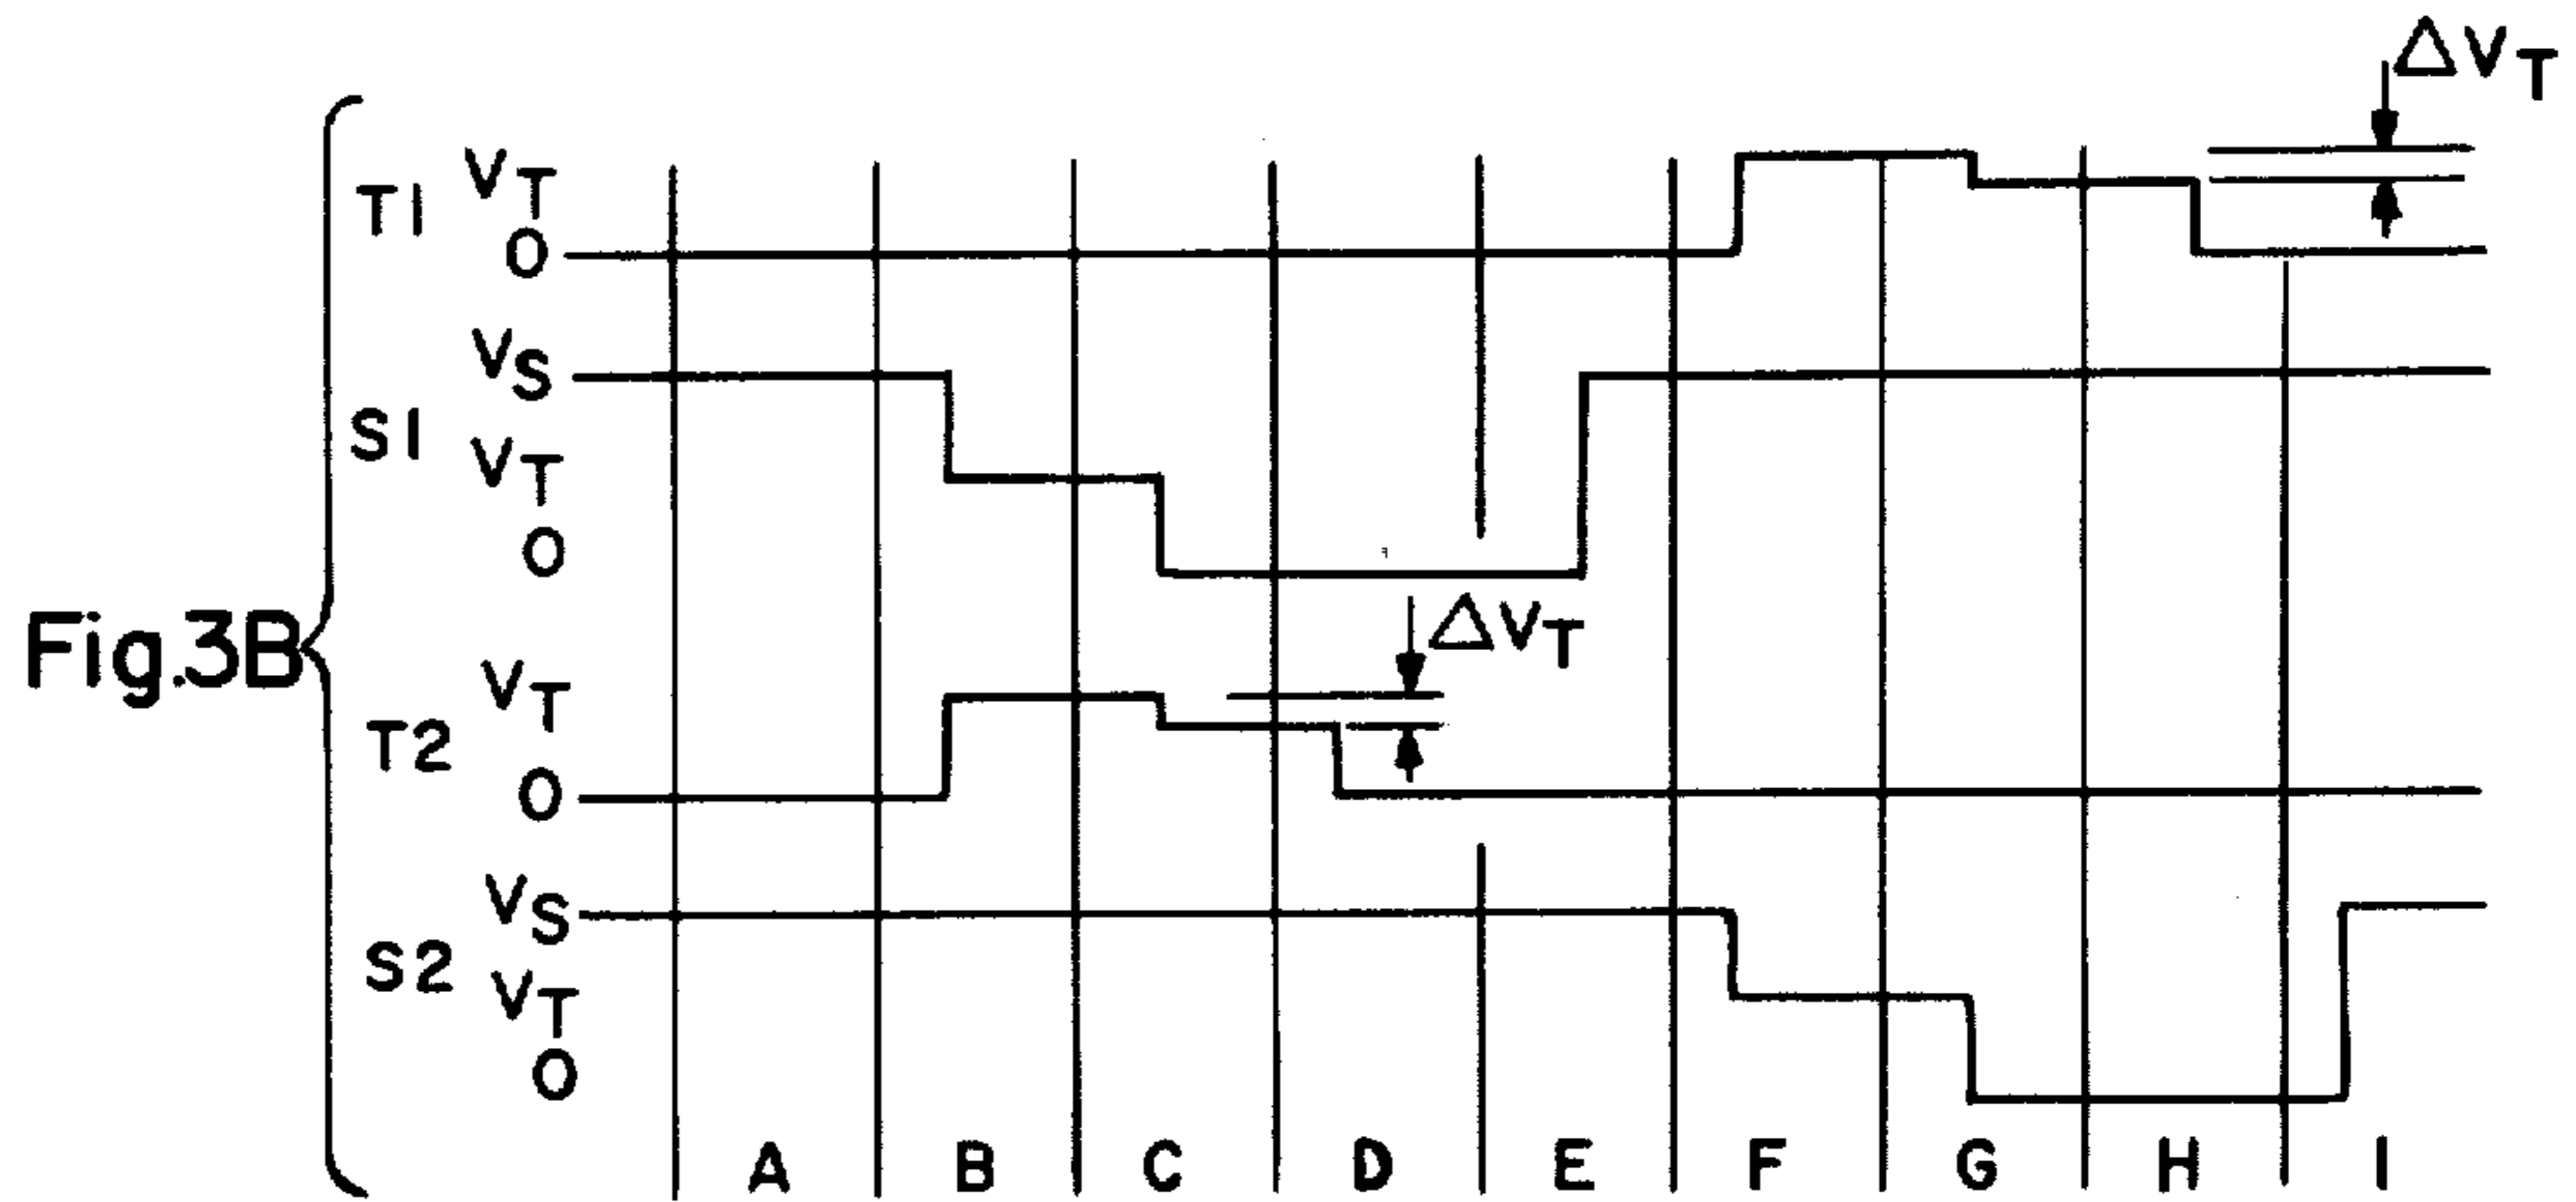 ΔVT
T1 VT
O
VS
S1 VT
O
Fig.3B
ΔVT
VT
T2
O
VS
S2 VT
O
A B C D E F G H I